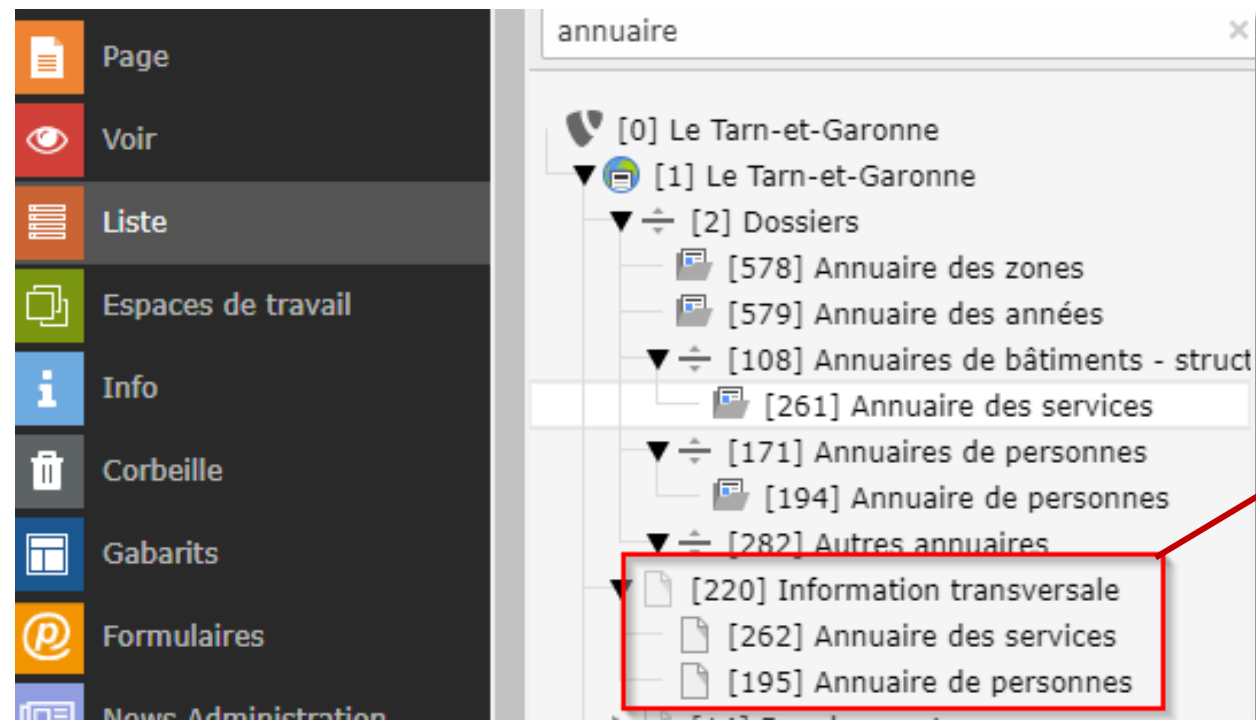 Page
Voir
Liste
Espaces de travail
Info
Corbeille
Gabarits
Formulaires
News Administration
annuaire
[0] Le Tarn-et-Garonne
[1] Le Tarn-et-Garonne
[2] Dossiers
[578] Annuaire des zones
[579] Annuaire des années
[108] Annuaires de bâtiments - struct
[261] Annuaire des services
[171] Annuaires de personnes
[194] Annuaire de personnes
[282] Autres annuaires
[220] Information transversale
[262] Annuaire des services
[195] Annuaire de personnes